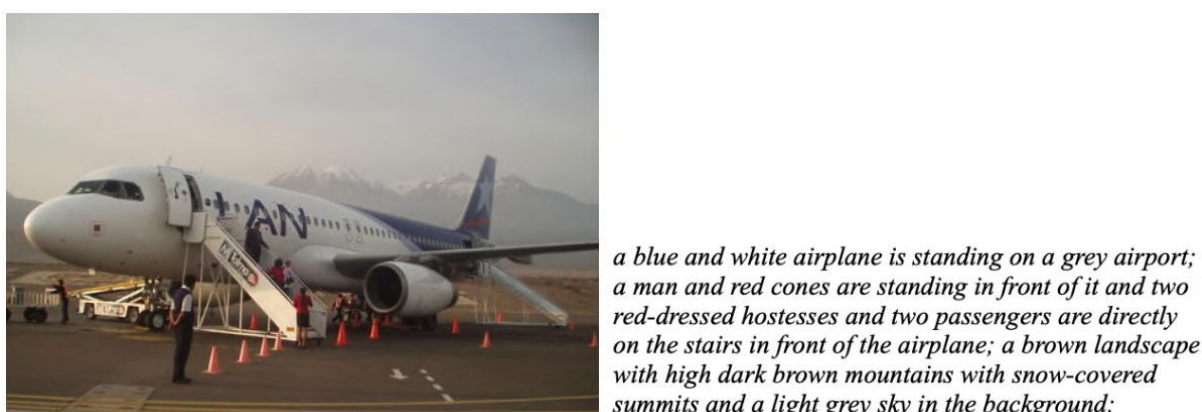 LAN
a blue and white airplane is standing on a grey airport;
a man and red cones are standing in front of it and two
red-dressed hostesses and two passengers are directly
on the stairs in front of the airplane; a brown landscape
with high dark brown mountains with snow-covered
summits and a light grey sky in the background;